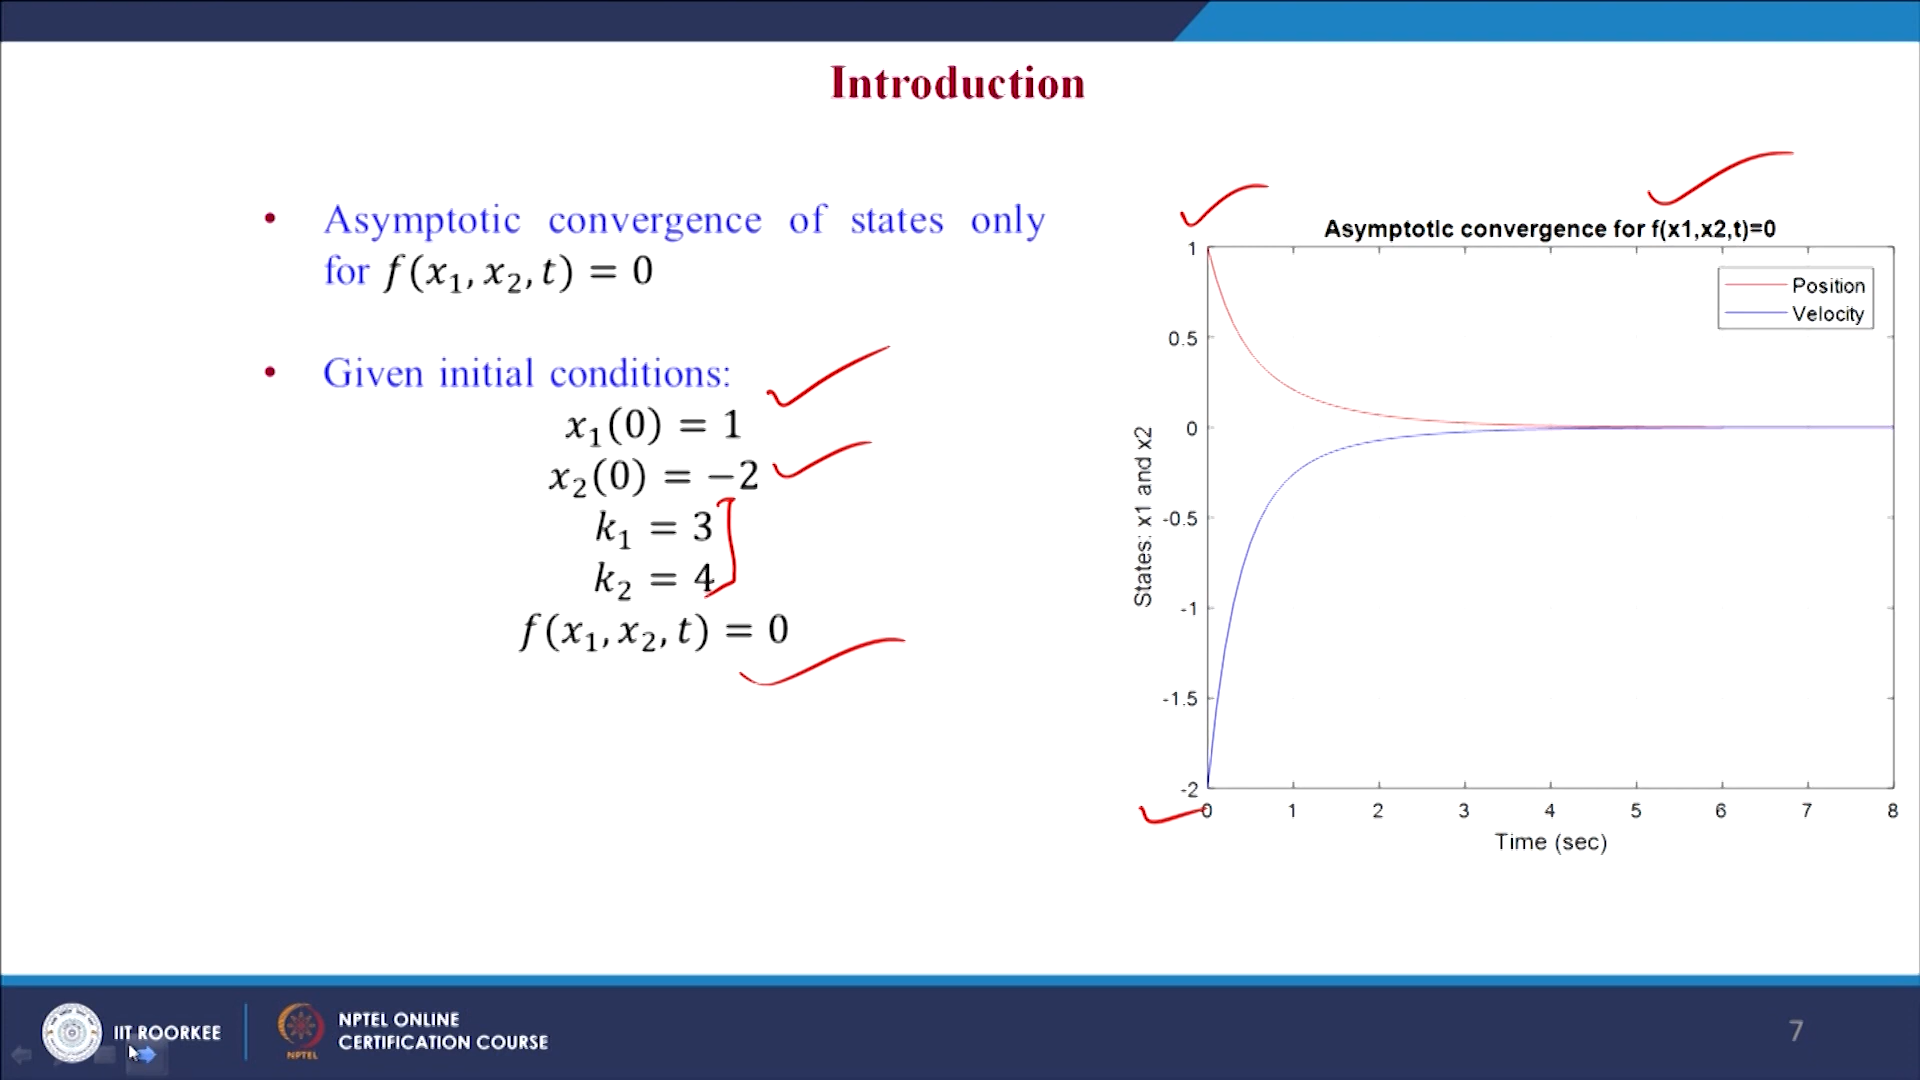 Introduction
• Asymptotic convergence of states only
for f(x₁, x₂, t) = 0
• Given initial conditions:
x₁(0) = 1
x₂(0) = −2
k₁ = 3
k₂ = 4
f(x₁, x₂, t) = 0
Asymptotic convergence for f(x1,x2,t)=0
Position
Velocity
1
0.5
0
-0.5
-1
-1.5
-2
States: x1 and x2
0 1 2 3 4 5 6 7 8
Time (sec)
IIT ROORKEE
NPTEL
NPTEL ONLINE
CERTIFICATION COURSE
7